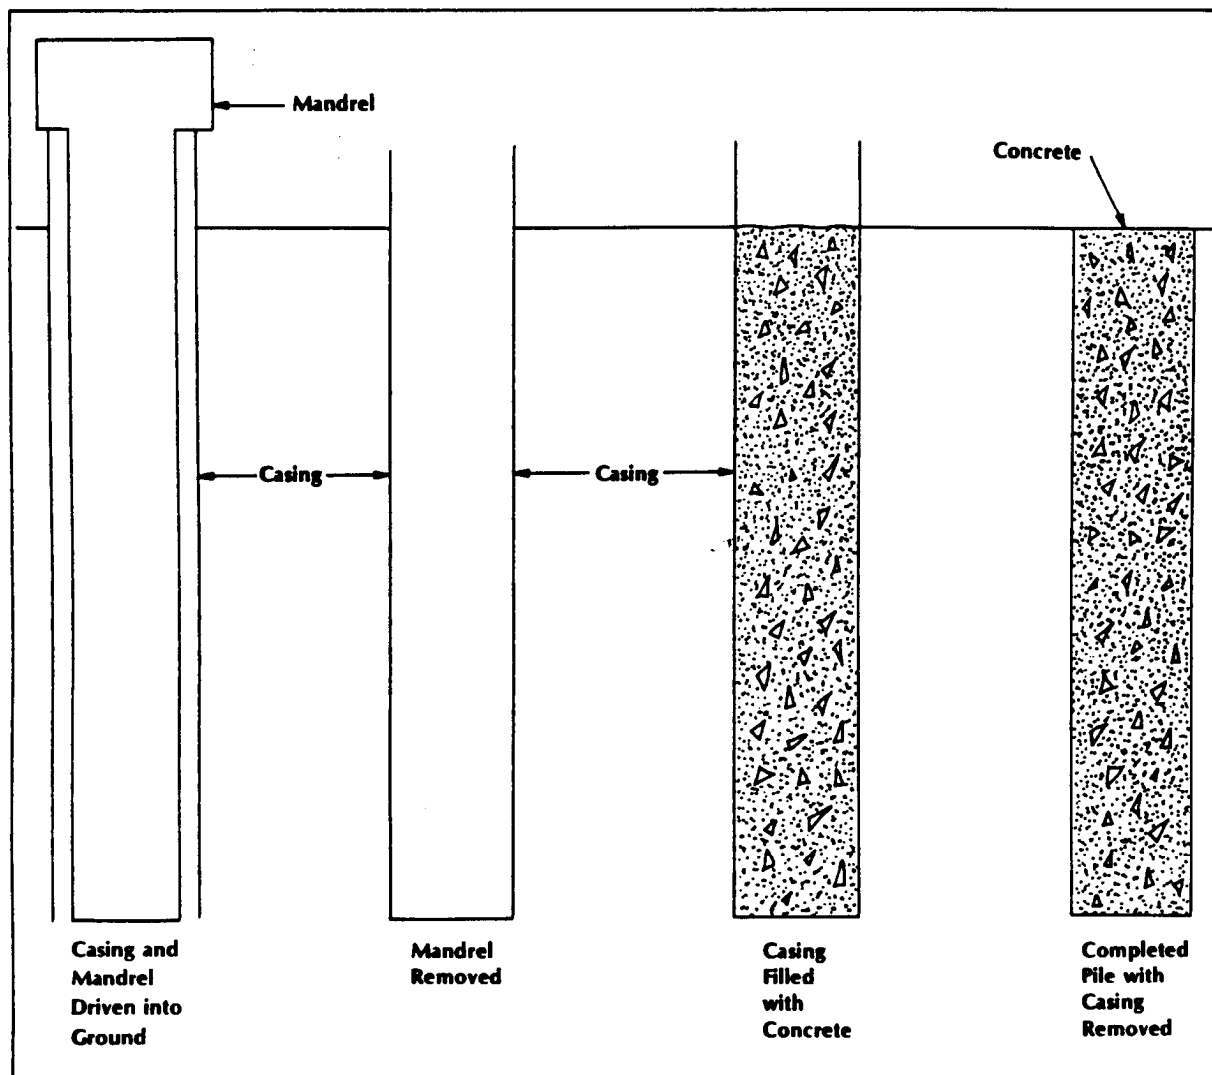 Mandrel
Concrete
Casing
Casing
Casing and
Mandrel
Driven into
Ground
Mandrel
Removed
Casing
Filled
with
Concrete
Completed
Pile with
Casing
Removed